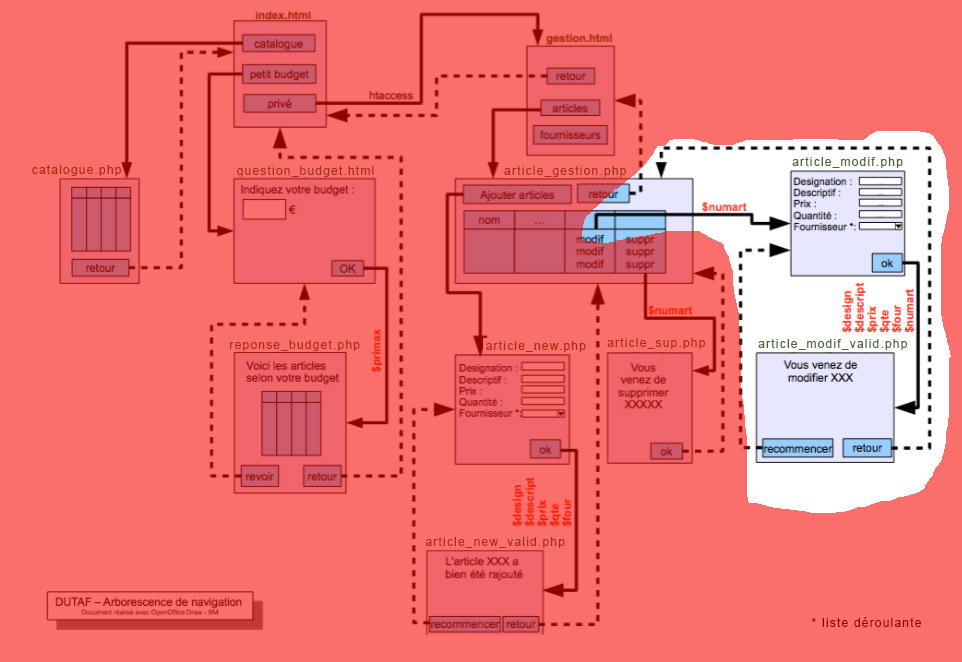 index.html
catalogue
petit budget
privé
htaccess
gestion.html
retour
articles
fournisseurs
catalogue.php
retour
question_budget.html
Indiquez votre budget :
€
OK
$primax
reponse_budget.php
Voici les articles
selon votre budget
revoir
retour
article_gestion.php
Ajouter articles
retour
nom
...
modif suppr
modif suppr
modif suppr
$numart
$numart
article_new.php
Designation :
Descriptif :
Prix :
Quantité :
Fournisseur *:
ok
$design
$descript
$prix
$qte
$four
article_new_valid.php
L'article XXX a
bien été rajouté
recommencer
retour
article_sup.php
Vous
venez de
supprimer
XXXXX
ok
article_modif.php
Designation :
Descriptif :
Prix :
Quantité :
Fournisseur *:
ok
$design
$descript
$prix
$qte
$four
$numart
article_modif_valid.php
Vous venez de
modifier XXX
recommencer
retour
DUTAF – Arborescence de navigation
Document réalisé avec OpenOffice Draw - BM
* liste déroulante